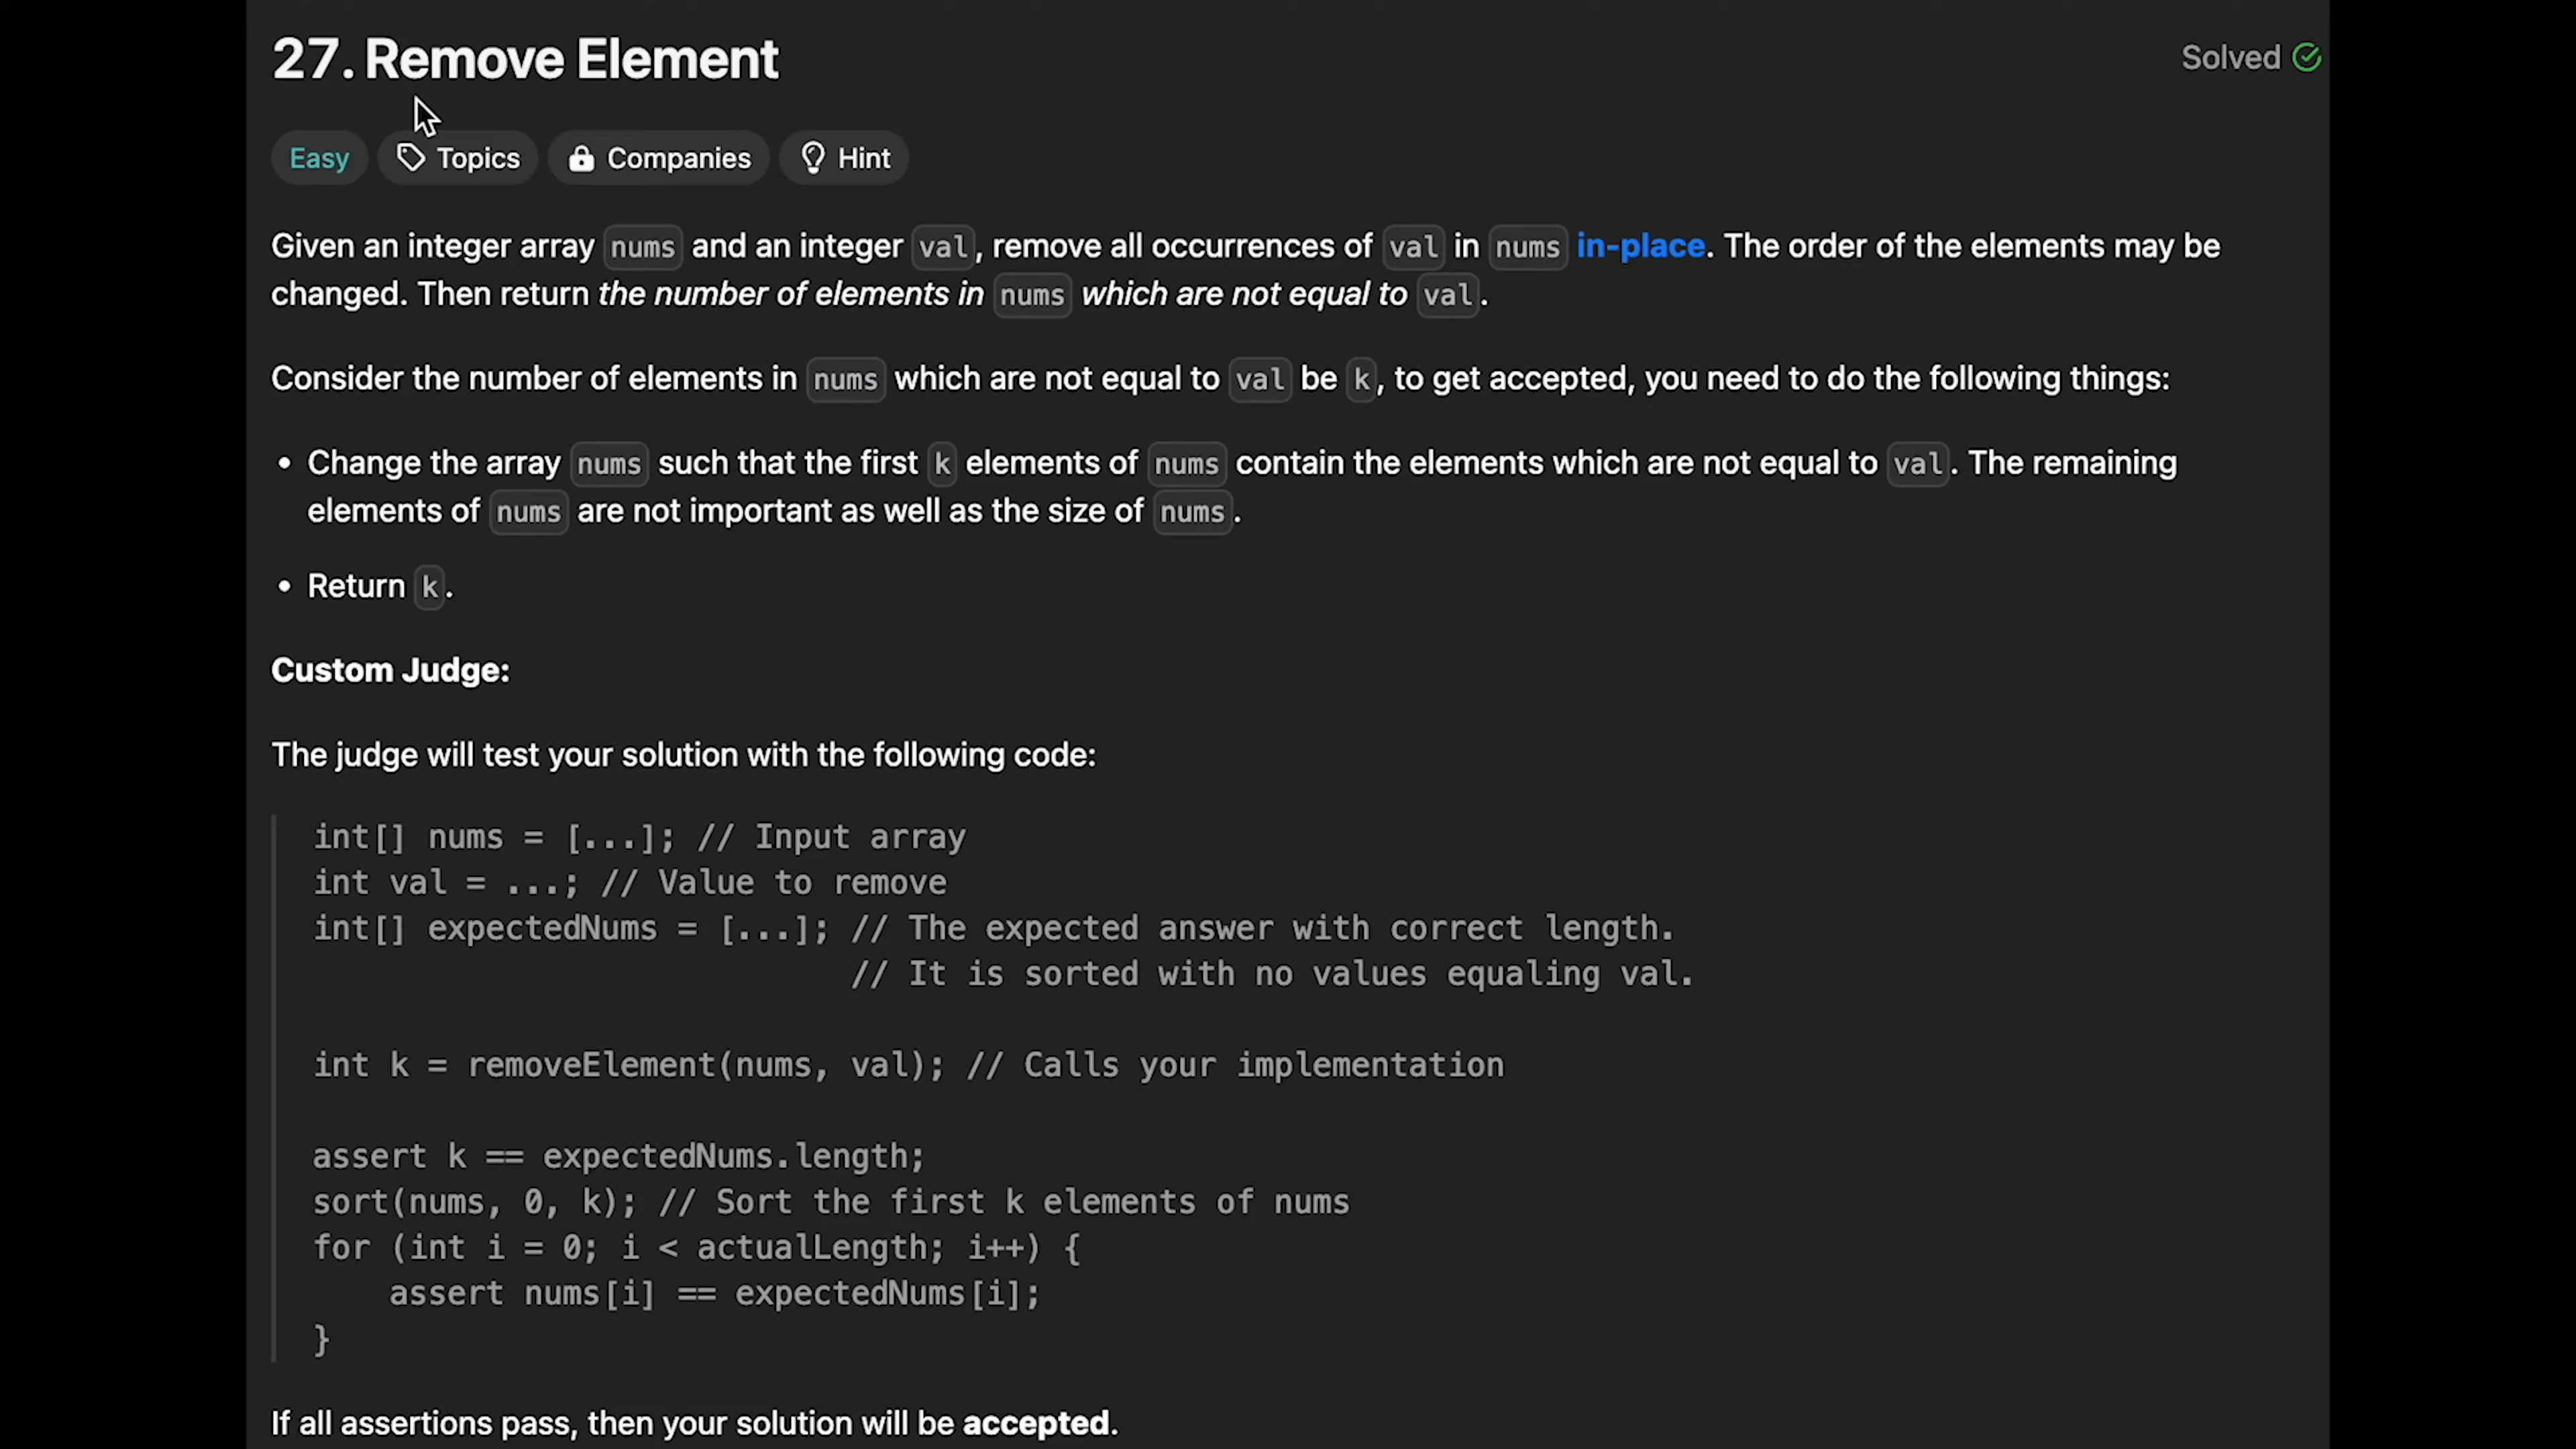 27. Remove Element
Solved
Easy Topics Companies Hint
Given an integer array nums and an integer val, remove all occurrences of val in nums in-place. The order of the elements may be
changed. Then return the number of elements in nums which are not equal to val.
Consider the number of elements in nums which are not equal to val be k, to get accepted, you need to do the following things:
• Change the array nums such that the first k elements of nums contain the elements which are not equal to val. The remaining
elements of nums are not important as well as the size of nums.
• Return k.
Custom Judge:
The judge will test your solution with the following code:
int[] nums = [...]; // Input array
int val = ...; // Value to remove
int[] expectedNums = [...]; // The expected answer with correct length.
// It is sorted with no values equaling val.
int k = removeElement(nums, val); // Calls your implementation
assert k == expectedNums.length;
sort(nums, 0, k); // Sort the first k elements of nums
for (int i = 0; i < actualLength; i++) {
assert nums[i] == expectedNums[i];
}
If all assertions pass, then your solution will be accepted.